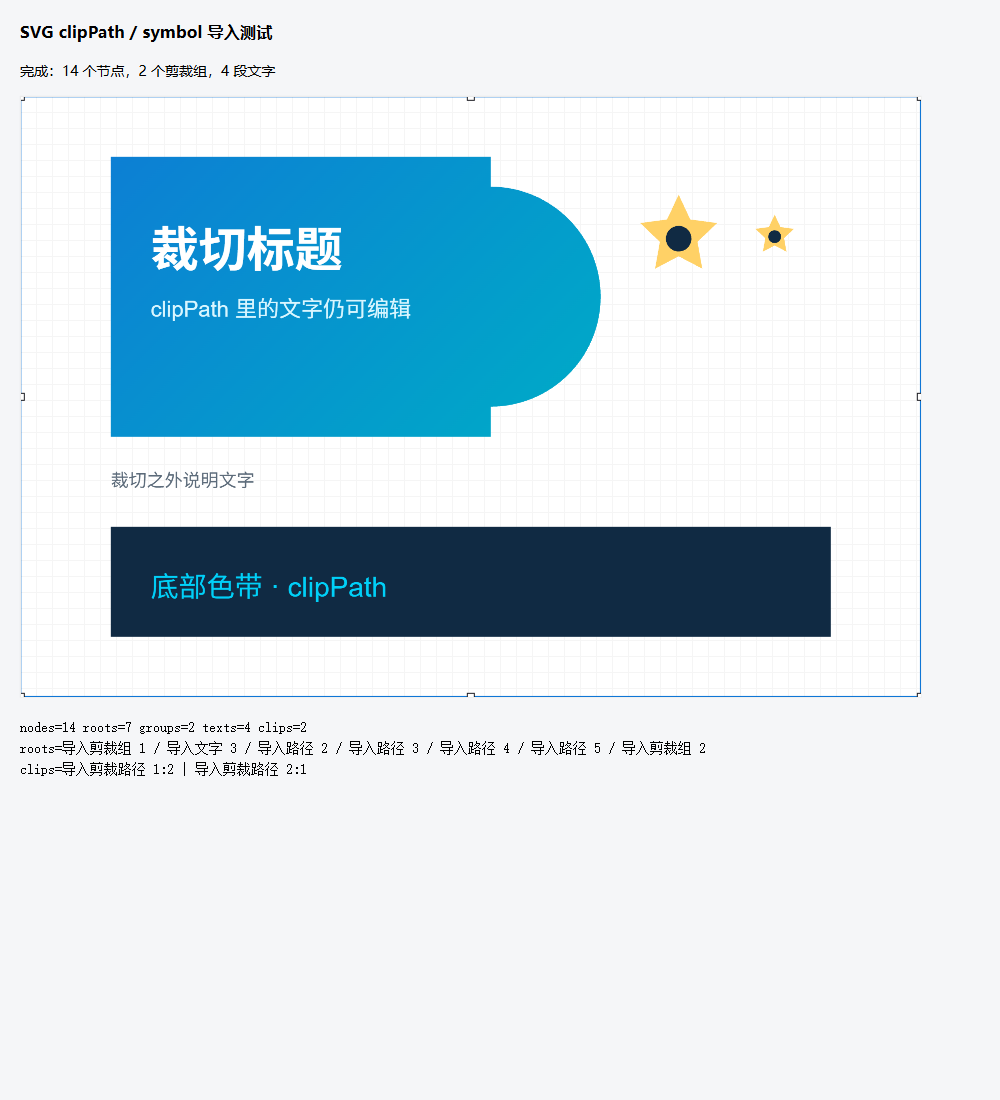 SVG clipPath / symbol 导入测试
完成：14 个节点，2 个剪裁组，4 段文字
裁切标题
clipPath 里的文字仍可编辑
裁切之外说明文字
底部色带 · clipPath
nodes=14 roots=7 groups=2 texts=4 clips=2
roots=导入剪裁组 1 / 导入文字 3 / 导入路径 2 / 导入路径 3 / 导入路径 4 / 导入路径 5 / 导入剪裁组 2
clips=导入剪裁路径 1:2 | 导入剪裁路径 2:1